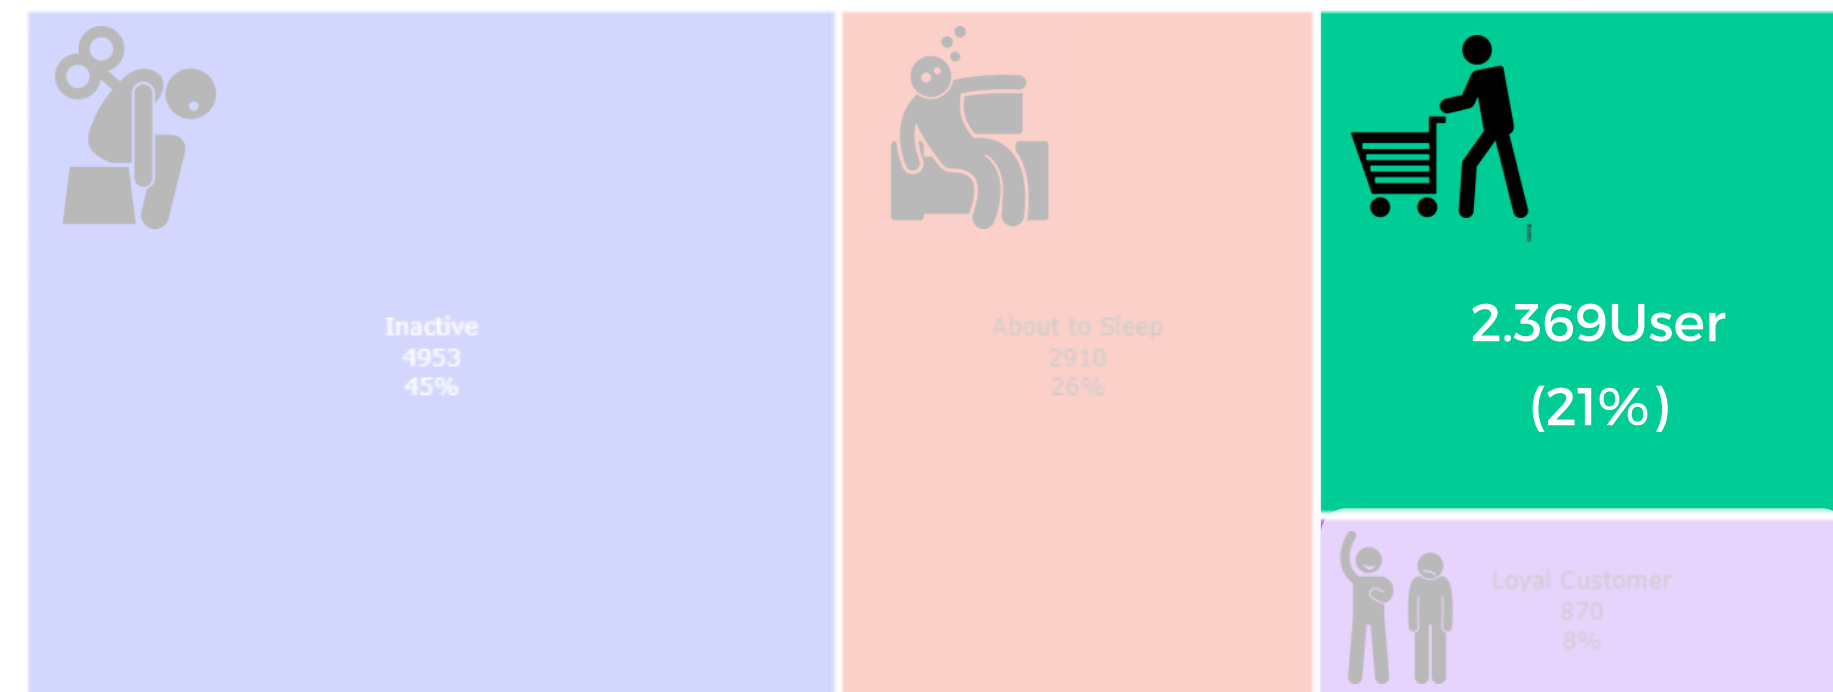 Inactive
4953
45%
About to Sleep
2910
26%
2.369User
(21%)
Loyal Customer
870
8%